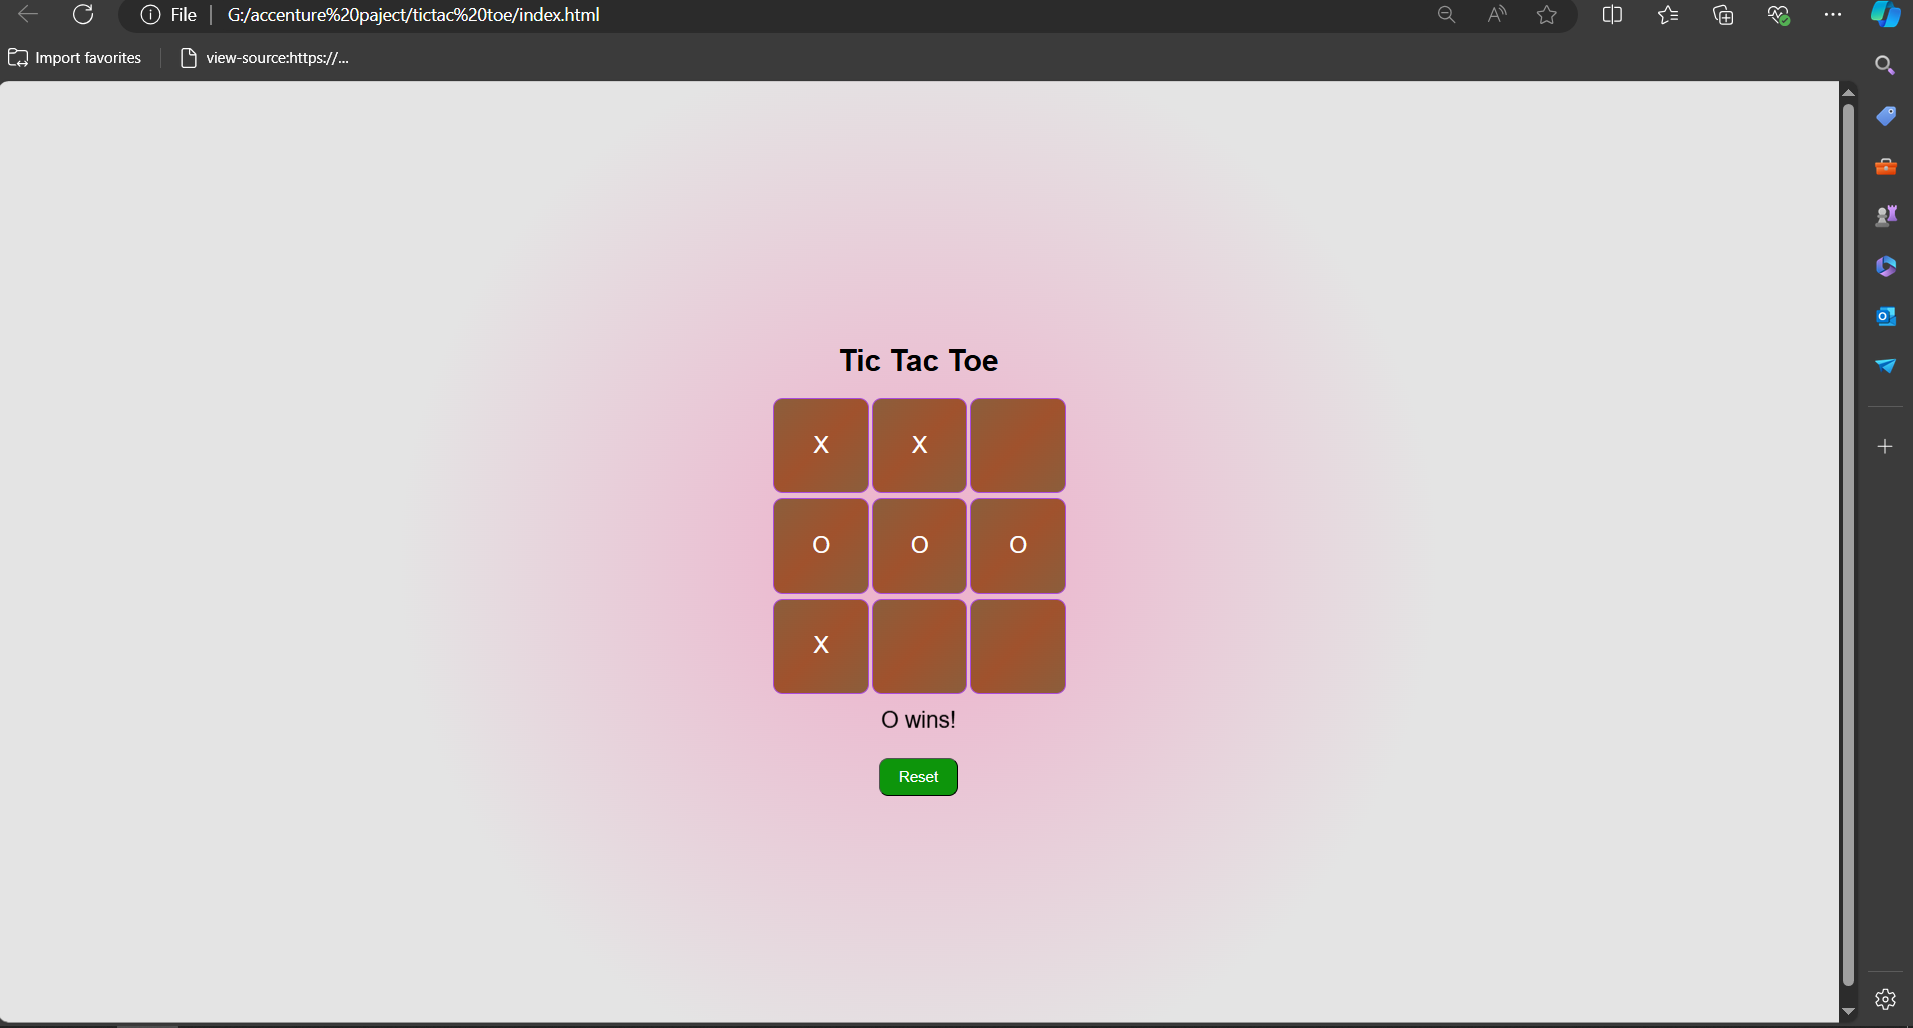 File G:/accenture%20paject/tictac%20toe/index.html
Import favorites view-source:https://...
Tic Tac Toe
X X
O O O
X
O wins!
Reset